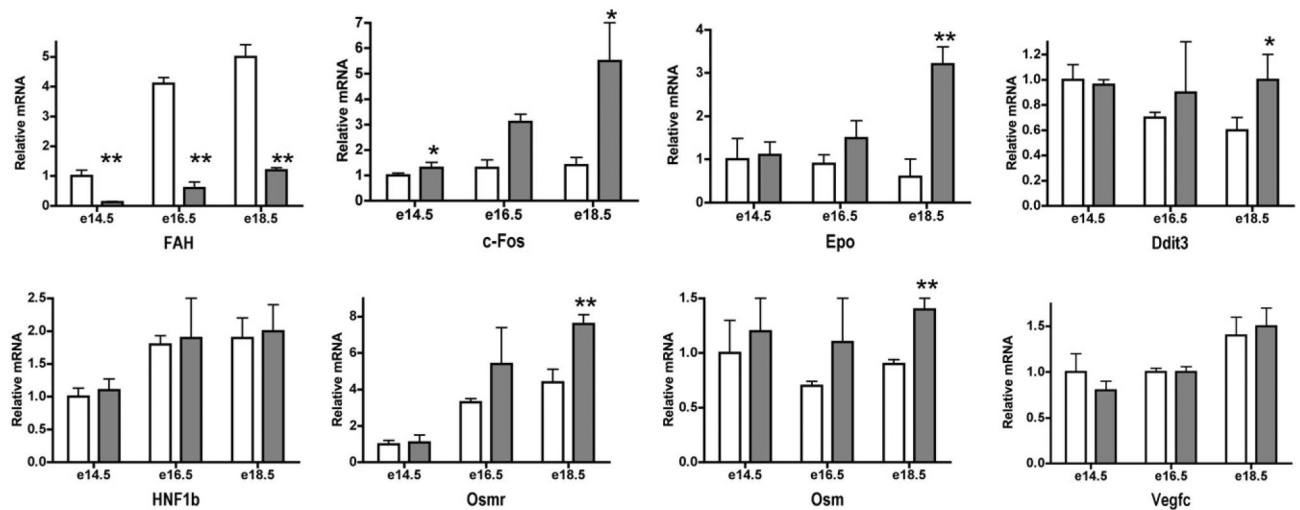 Relative mRNA
5
4
3
2
1
0
**
**
**
e14.5 e16.5 e18.5
FAH
Relative mRNA
7
6
5
4
3
2
1
0
*
*
e14.5 e16.5 e18.5
c-Fos
Relative mRNA
4
3
2
1
0
**
e14.5 e16.5 e18.5
Epo
Relative mRNA
1.2
1.0
0.8
0.6
0.4
0.2
0.0
*
e14.5 e16.5 e18.5
Ddit3
Relative mRNA
2.5
2.0
1.5
1.0
0.5
0.0
e14.5 e16.5 e18.5
HNF1b
Relative mRNA
8
6
4
2
0
**
e14.5 e16.5 e18.5
Osmr
Relative mRNA
1.5
1.0
0.5
0.0
**
e14.5 e16.5 e18.5
Osm
Relative mRNA
1.5
1.0
0.5
0.0
e14.5 e16.5 e18.5
Vegfc